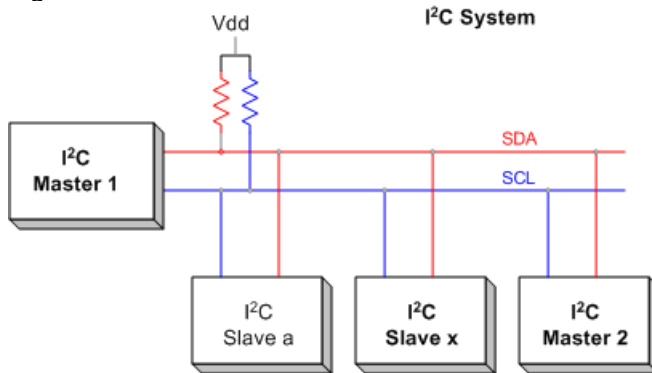 I²C System
Vdd
I²C
Master 1
SDA
SCL
I²C
Slave a
I²C
Slave x
I²C
Master 2